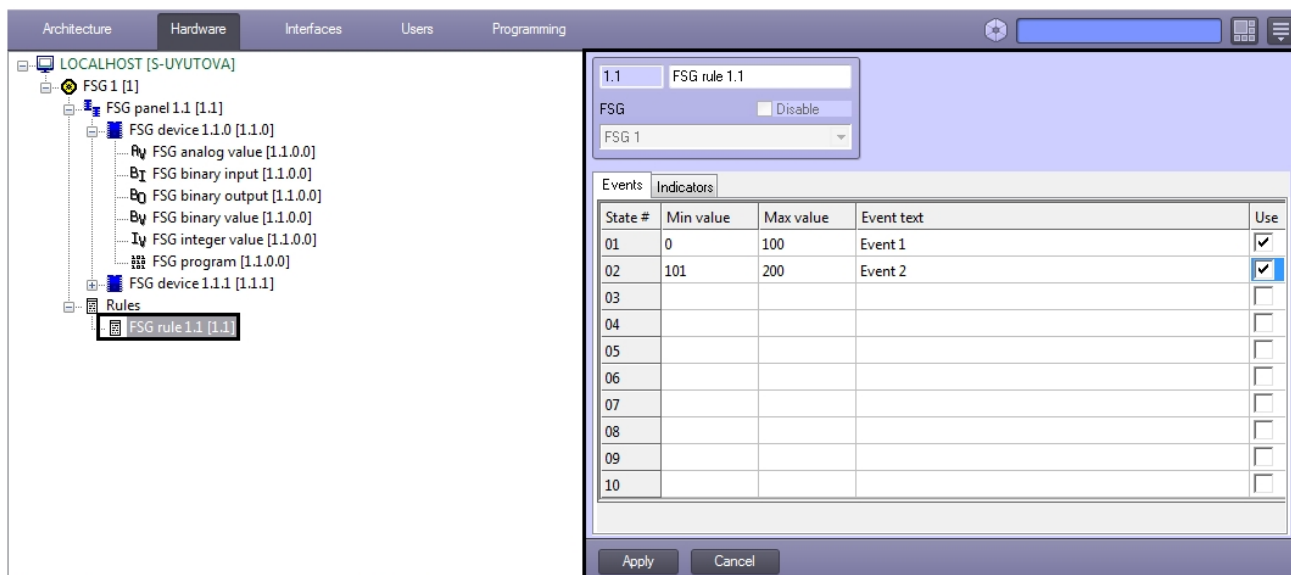 Architecture Hardware Interfaces Users Programming
LOCALHOST [S-UYUTOVA]
FSG 1 [1]
FSG panel 1.1 [1.1]
FSG device 1.1.0 [1.1.0]
AV FSG analog value [1.1.0.0]
BI FSG binary input [1.1.0.0]
BO FSG binary output [1.1.0.0]
BV FSG binary value [1.1.0.0]
IV FSG integer value [1.1.0.0]
FSG program [1.1.0.0]
FSG device 1.1.1 [1.1.1]
Rules
FSG rule 1.1 [1.1]
1.1 FSG rule 1.1
FSG Disable
FSG 1
Events Indicators
State # Min value Max value Event text Use
01 0 100 Event 1
02 101 200 Event 2
03
04
05
06
07
08
09
10
Apply Cancel